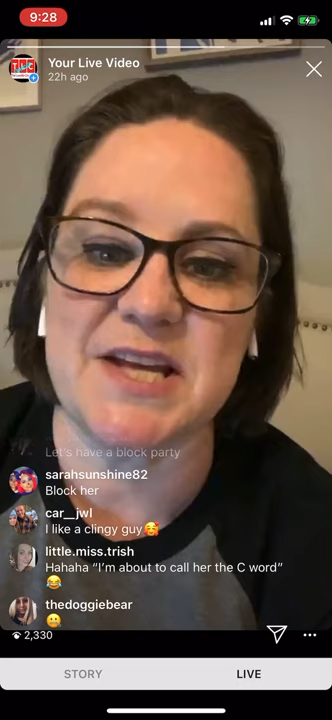 9:28
Your Live Video
22h ago
Let's have a block party
sarahsunshine82
Block her
car__jwl
I like a clingy guy🥰
little.miss.trish
Hahaha “I’m about to call her the C word”
😂
thedoggiebear
🤐
2,330
STORY
LIVE